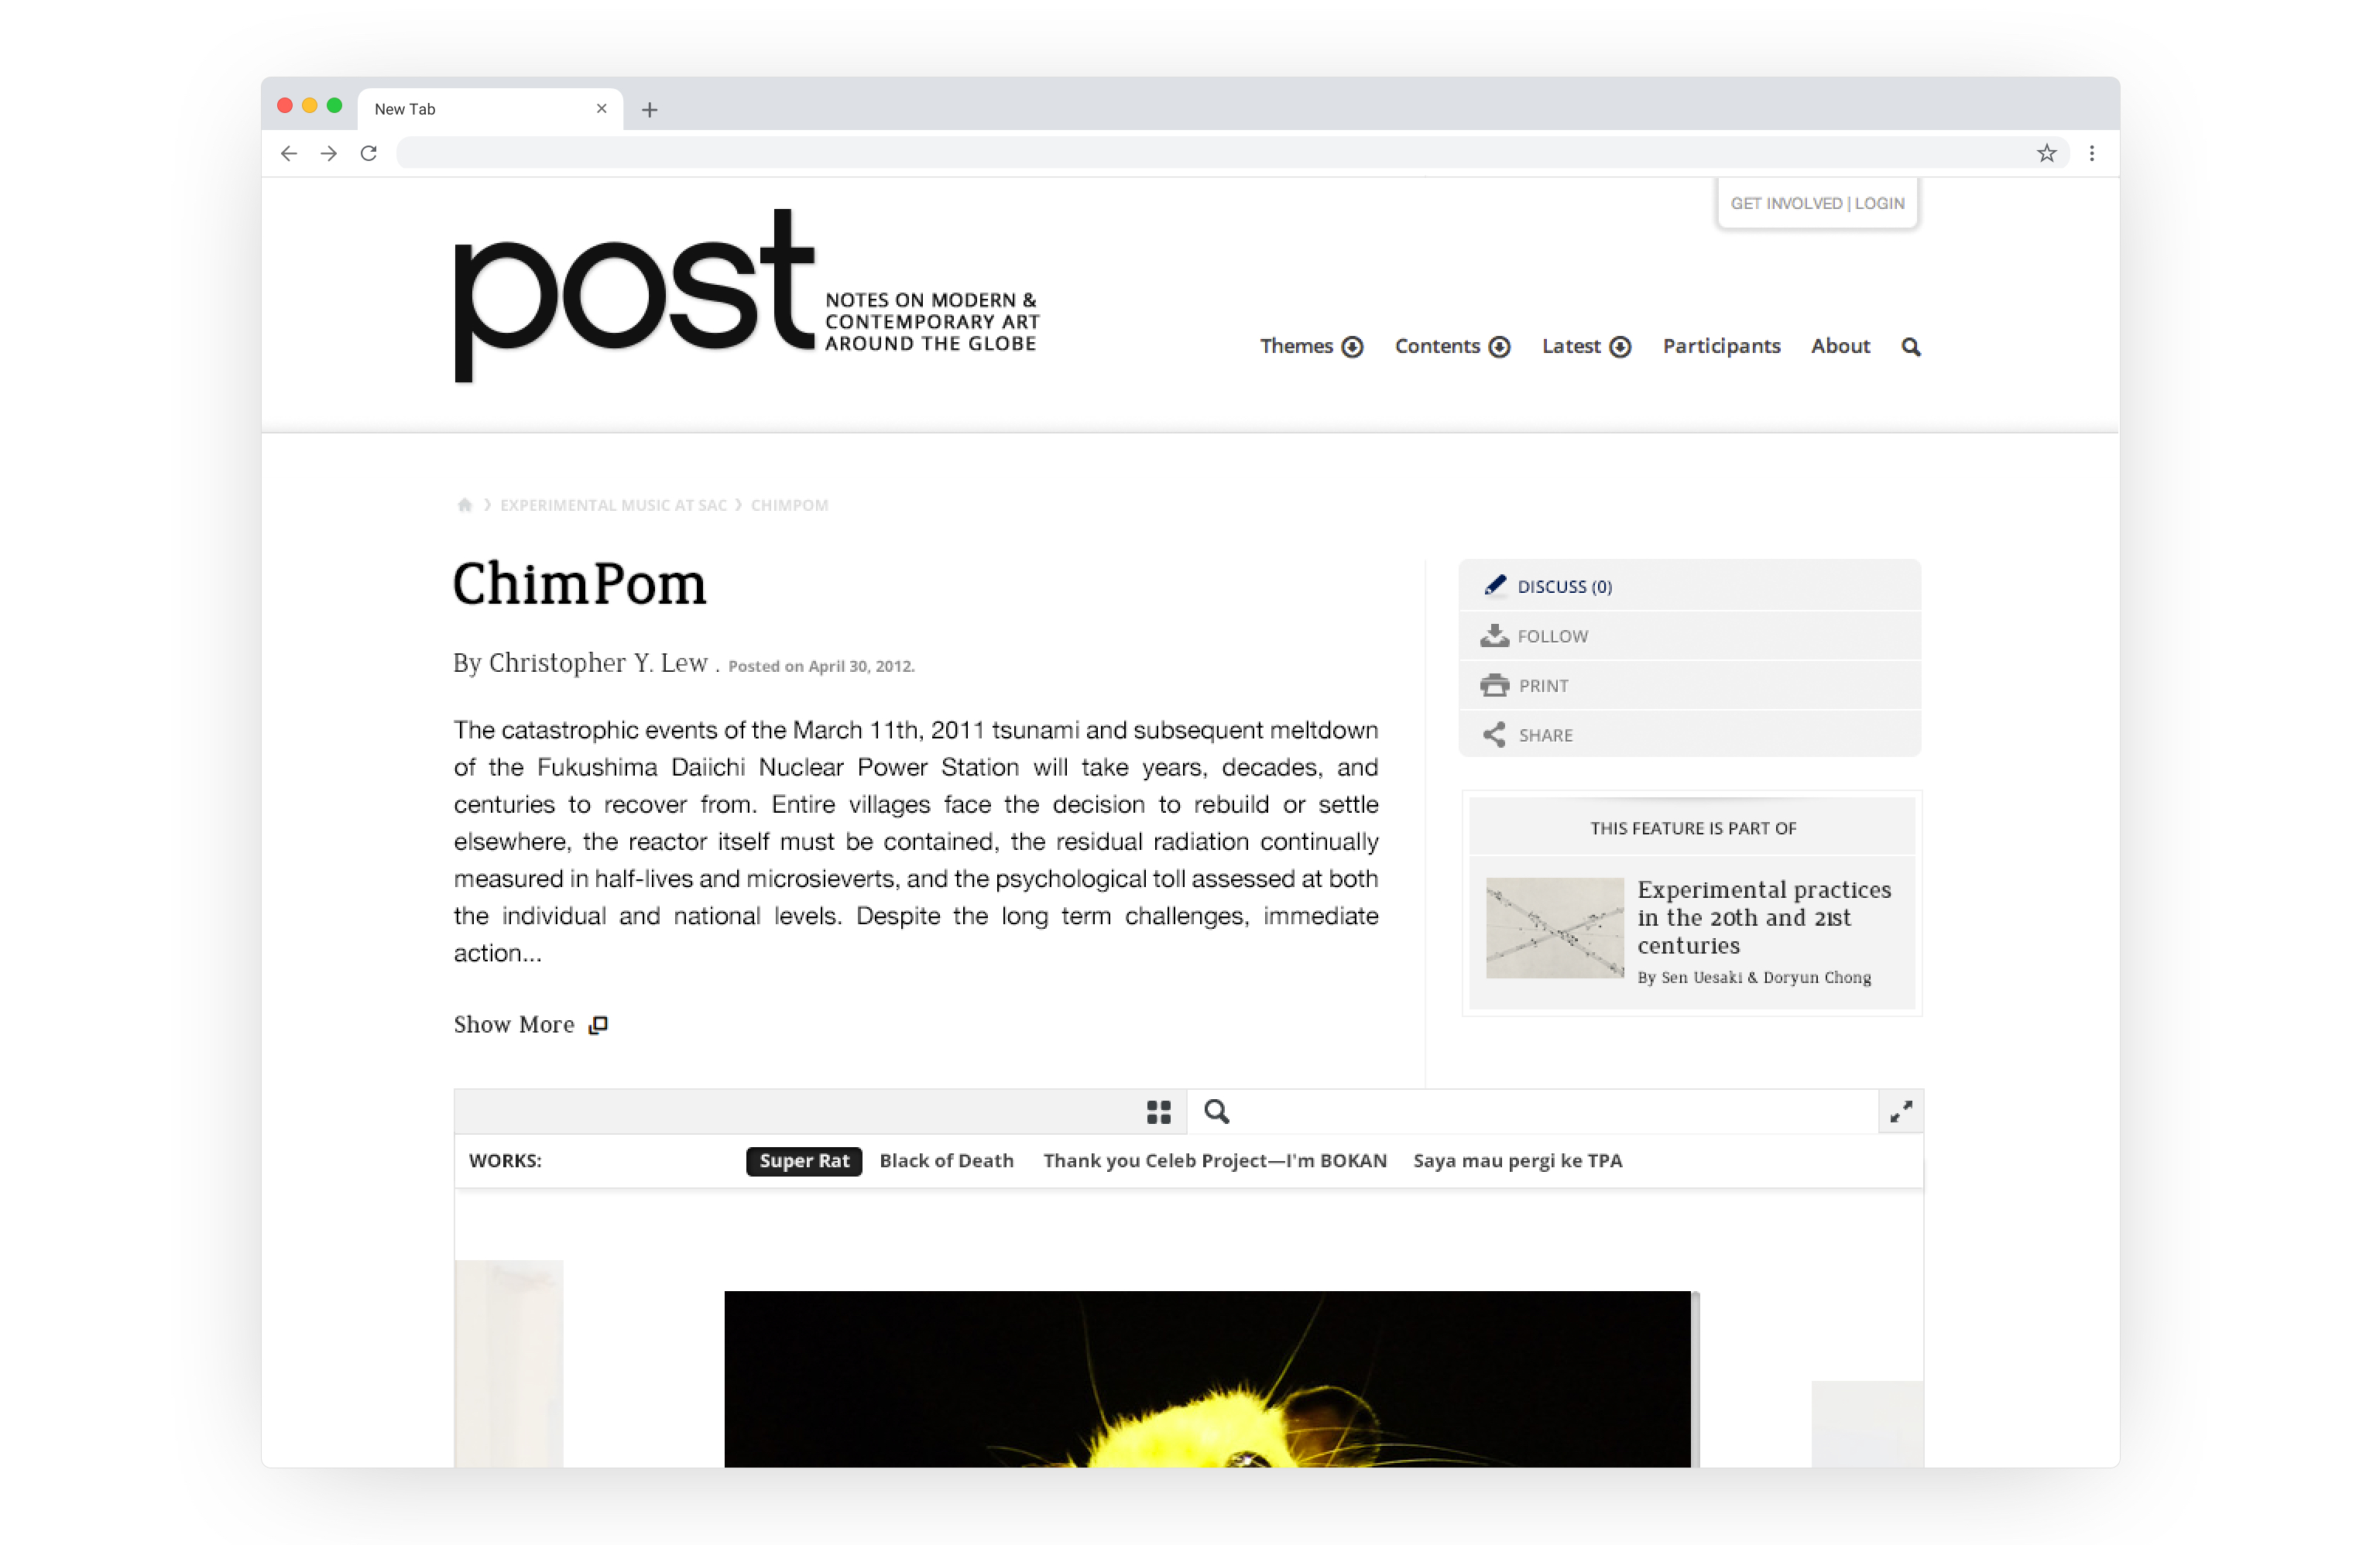 New Tab
GET INVOLVED | LOGIN
post
NOTES ON MODERN &
CONTEMPORARY ART
AROUND THE GLOBE
Themes Contents Latest Participants About
EXPERIMENTAL MUSIC AT SAC › CHIMPOM
ChimPom
By Christopher Y. Lew . Posted on April 30, 2012.
The catastrophic events of the March 11th, 2011 tsunami and subsequent meltdown
of the Fukushima Daiichi Nuclear Power Station will take years, decades, and
centuries to recover from. Entire villages face the decision to rebuild or settle
elsewhere, the reactor itself must be contained, the residual radiation continually
measured in half-lives and microsieverts, and the psychological toll assessed at both
the individual and national levels. Despite the long term challenges, immediate
action...
Show More
DISCUSS (0)
FOLLOW
PRINT
SHARE
THIS FEATURE IS PART OF
Experimental practices
in the 20th and 21st
centuries
By Sen Uesaki & Doryun Chong
WORKS: Super Rat Black of Death Thank you Celeb Project—I'm BOKAN Saya mau pergi ke TPA